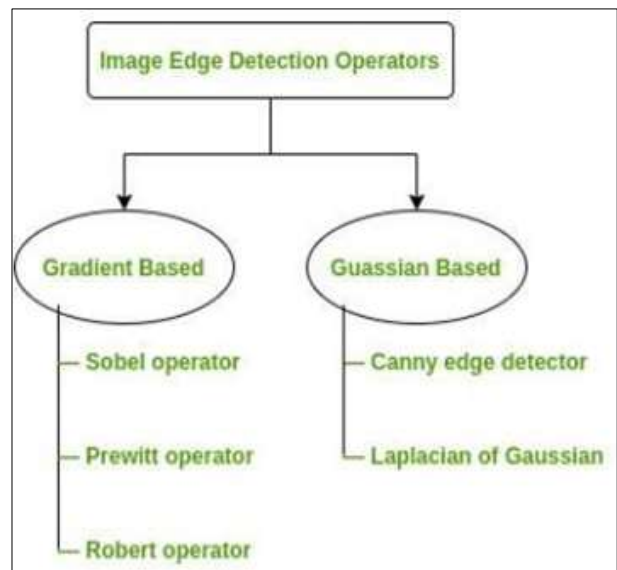 Image Edge Detection Operators
Gradient Based
Guassian Based
Sobel operator
Canny edge detector
Prewitt operator
Laplacian of Gaussian
Robert operator